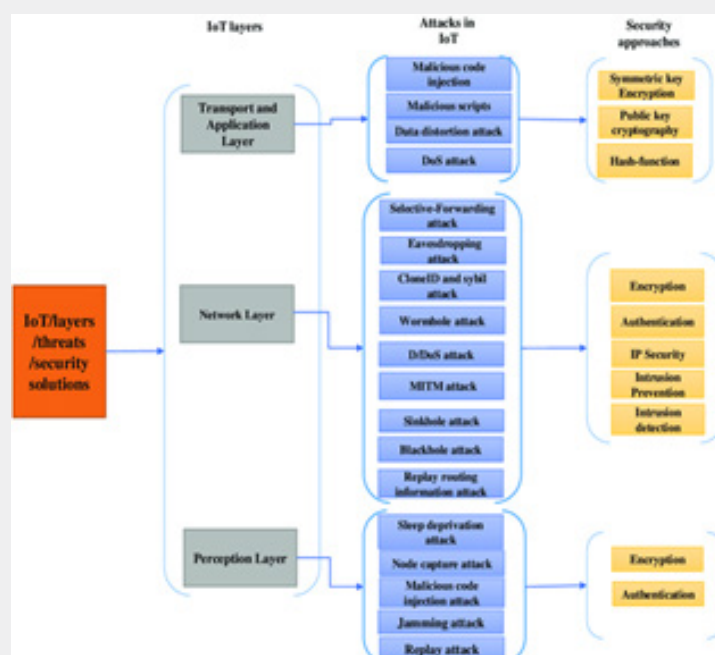 IoT layers
Attacks in
IoT
Security
approaches
Transport and
Application
Layer
Malicious code
injection
Malicious scripts
Data distortion attack
DoS attack
Symmetric key
Encryption
Public key
cryptography
Hash-function
IoT/layers
/threats
/security
solutions
Network Layer
Selective-Forwarding
attack
Eavesdropping
attack
CloneID and sybil
attack
Wormhole attack
D/DoS attack
MITM attack
Sinkhole attack
Blackhole attack
Replay routing
information attack
Encryption
Authentication
IP Security
Intrusion
Prevention
Intrusion
detection
Perception Layer
Sleep deprivation
attack
Node capture attack
Malicious code
injection attack
Jamming attack
Replay attack
Encryption
Authentication